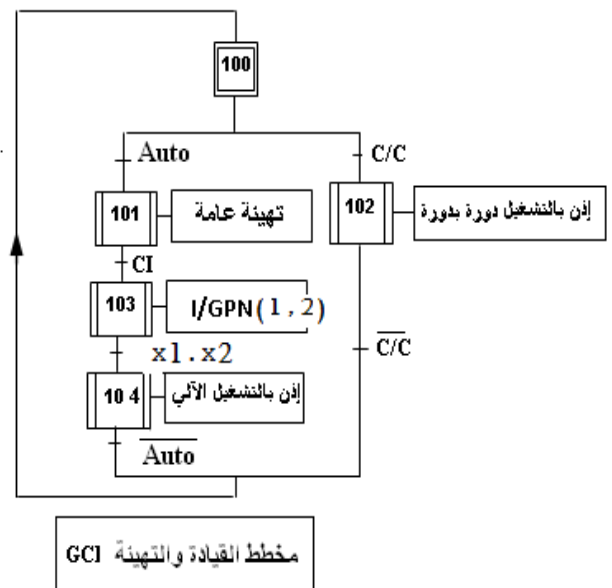 100
Auto
C/C
101
تهيئة عامة
102
إذن بالتشغيل دورة بدورة
CI
103
I/GPN(1,2)
C/C
x1.x2
10 4
إذن بالتشغيل الآلي
Auto
مخطط القيادة والتهيئة GCI